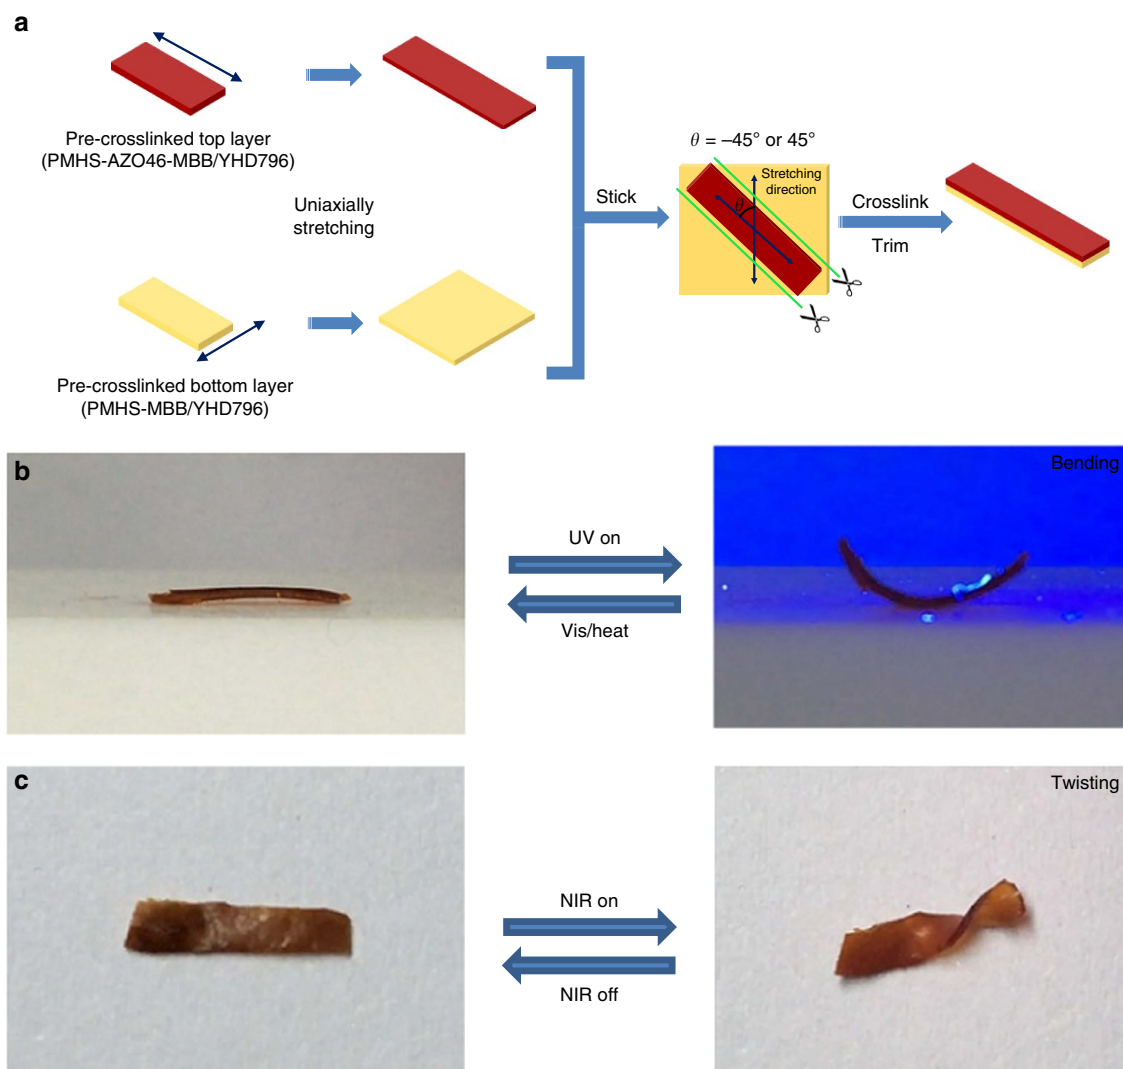 a
Pre-crosslinked top layer
(PMHS-AZO46-MBB/YHD796)
Uniaxially
stretching
Pre-crosslinked bottom layer
(PMHS-MBB/YHD796)
Stick
θ = –45° or 45°
Stretching
direction
θ
Crosslink
Trim
b
UV on
Vis/heat
Bending
c
NIR on
NIR off
Twisting